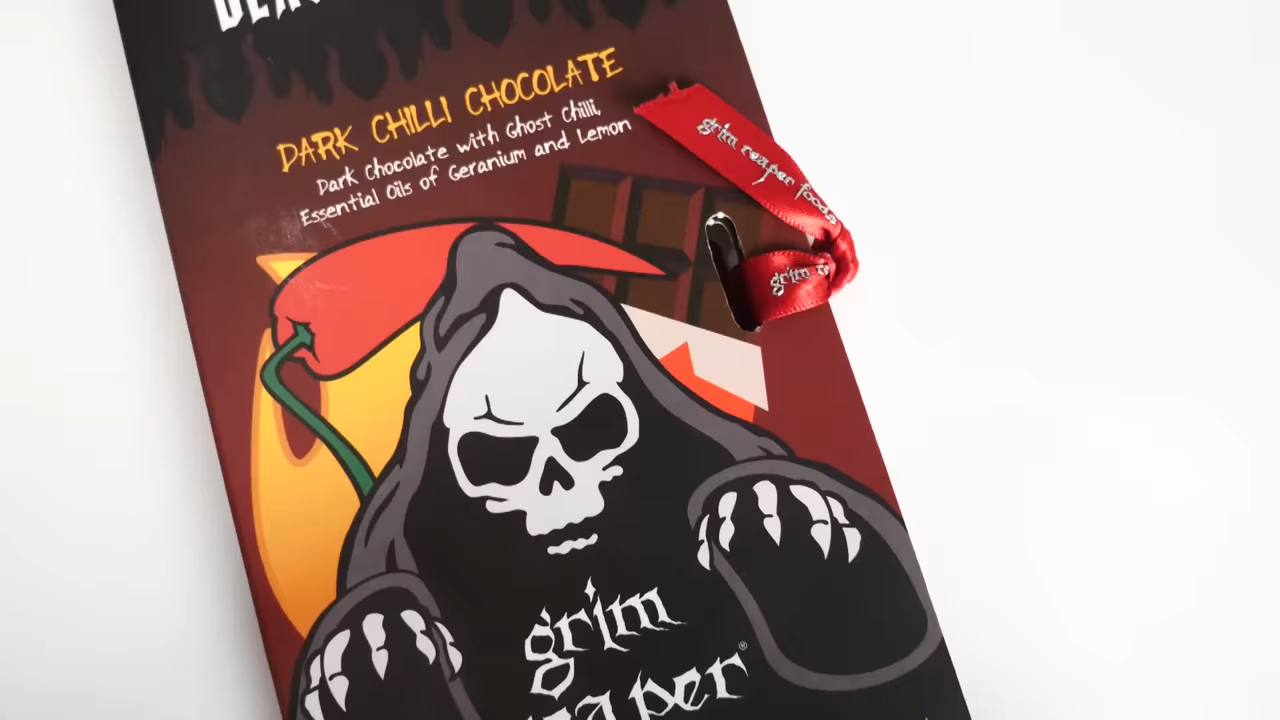 DARK CHILLI CHOCOLATE
Dark Chocolate with Ghost Chilli,
Essential Oils of Geranium and Lemon
grim reaper foods
grim re
grim
reaper®